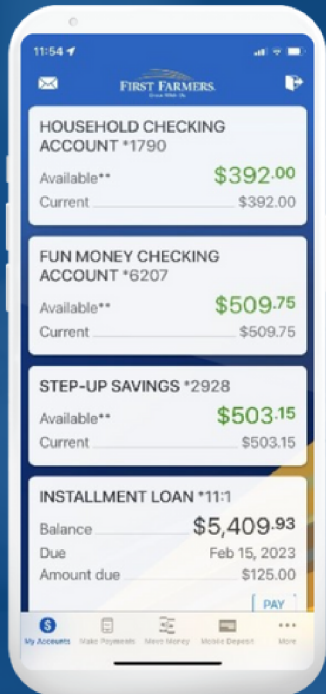 11:54
FIRST FARMERS
Grow With Us
HOUSEHOLD CHECKING
ACCOUNT *1790
Available** $392.00
Current $392.00
FUN MONEY CHECKING
ACCOUNT *6207
Available** $509.75
Current $509.75
STEP-UP SAVINGS *2928
Available** $503.15
Current $503.15
INSTALLMENT LOAN *11:1
Balance $5,409.93
Due Feb 15, 2023
Amount due $125.00
PAY
My Accounts Make Payments Move Money Mobile Deposit More